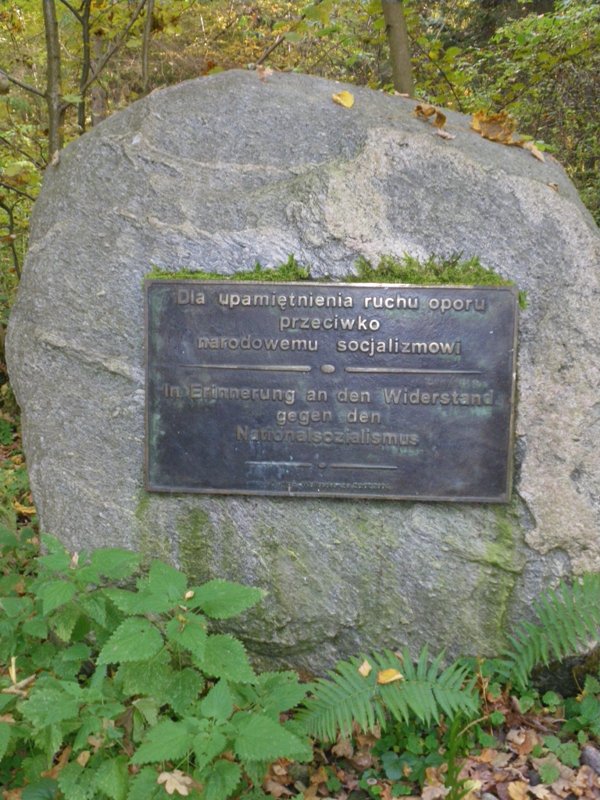 Dla upamiętnienia ruchu oporu
przeciwko
narodowemu socjalizmowi
In Erinnerung an den Widerstand
gegen den
Nationalsozialismus